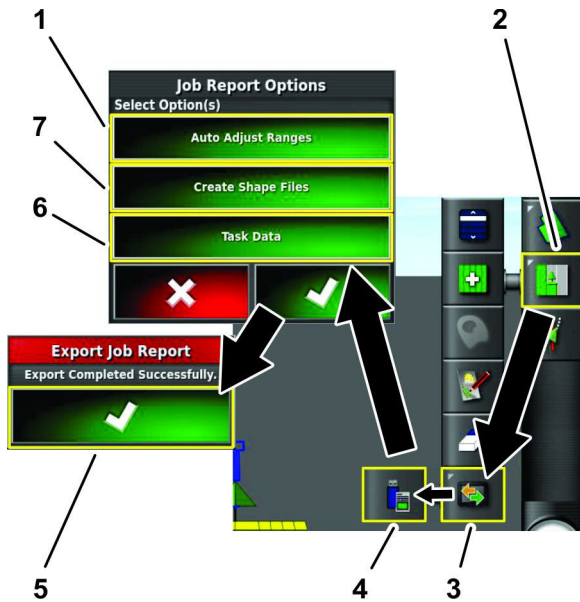 1
2
Job Report Options
Select Option(s)
Auto Adjust Ranges
7
Create Shape Files
6
Task Data
Export Job Report
Export Completed Successfully.
5
4
3